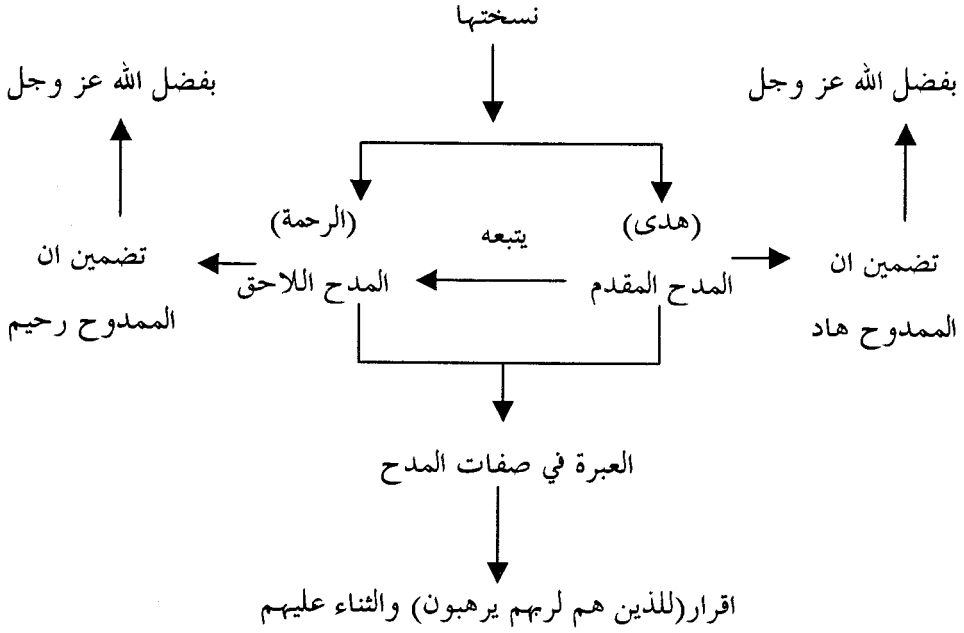 نسختها
بفضل الله عز وجل
بفضل الله عز وجل
(هدى)
يتبعه
(الرحمة)
تضمين ان
الممدوح هاد
المدح المقدم
المدح اللاحق
تضمين ان
الممدوح رحيم
العبرة في صفات المدح
اقرار(للذين هم لربهم يرهبون) والثناء عليهم